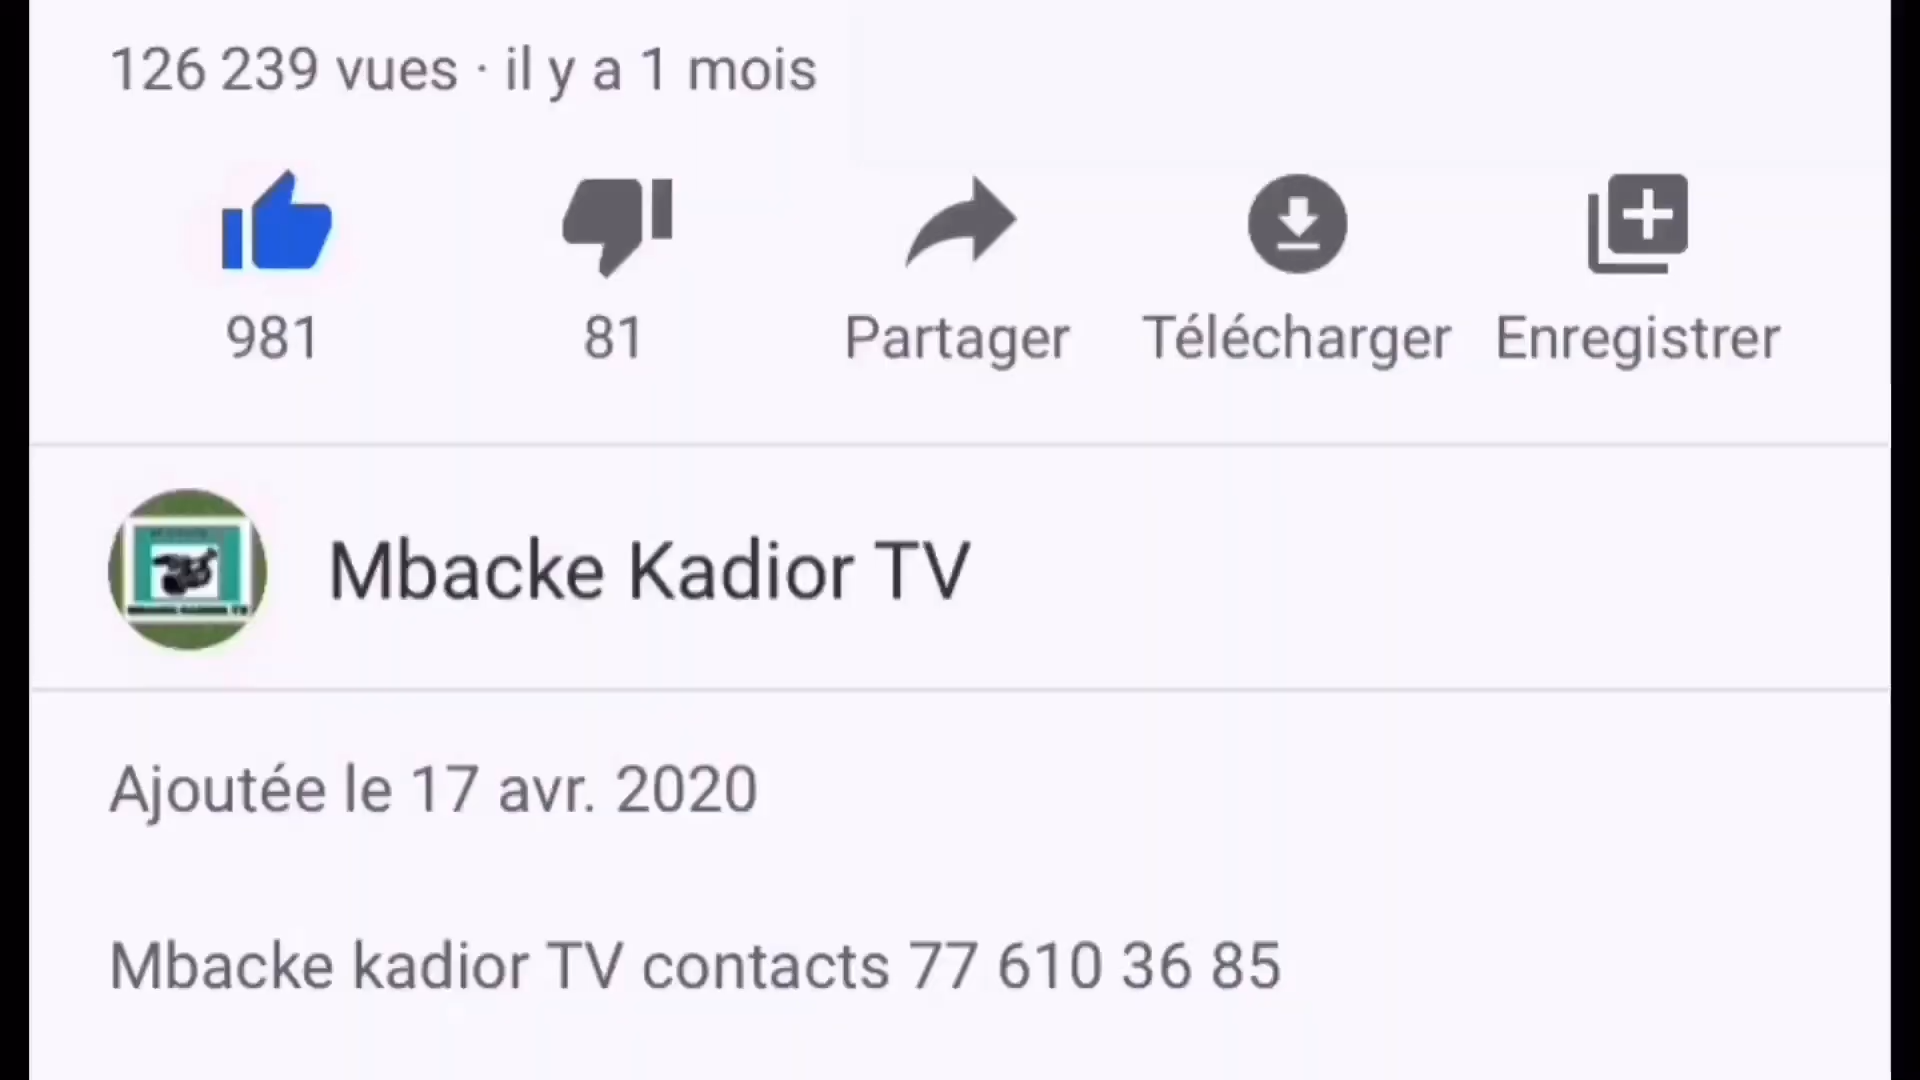 126 239 vues · il y a 1 mois
981 81 Partager Télécharger Enregistrer
Mbacke Kadior TV
Ajoutée le 17 avr. 2020
Mbacke kadior TV contacts 77 610 36 85